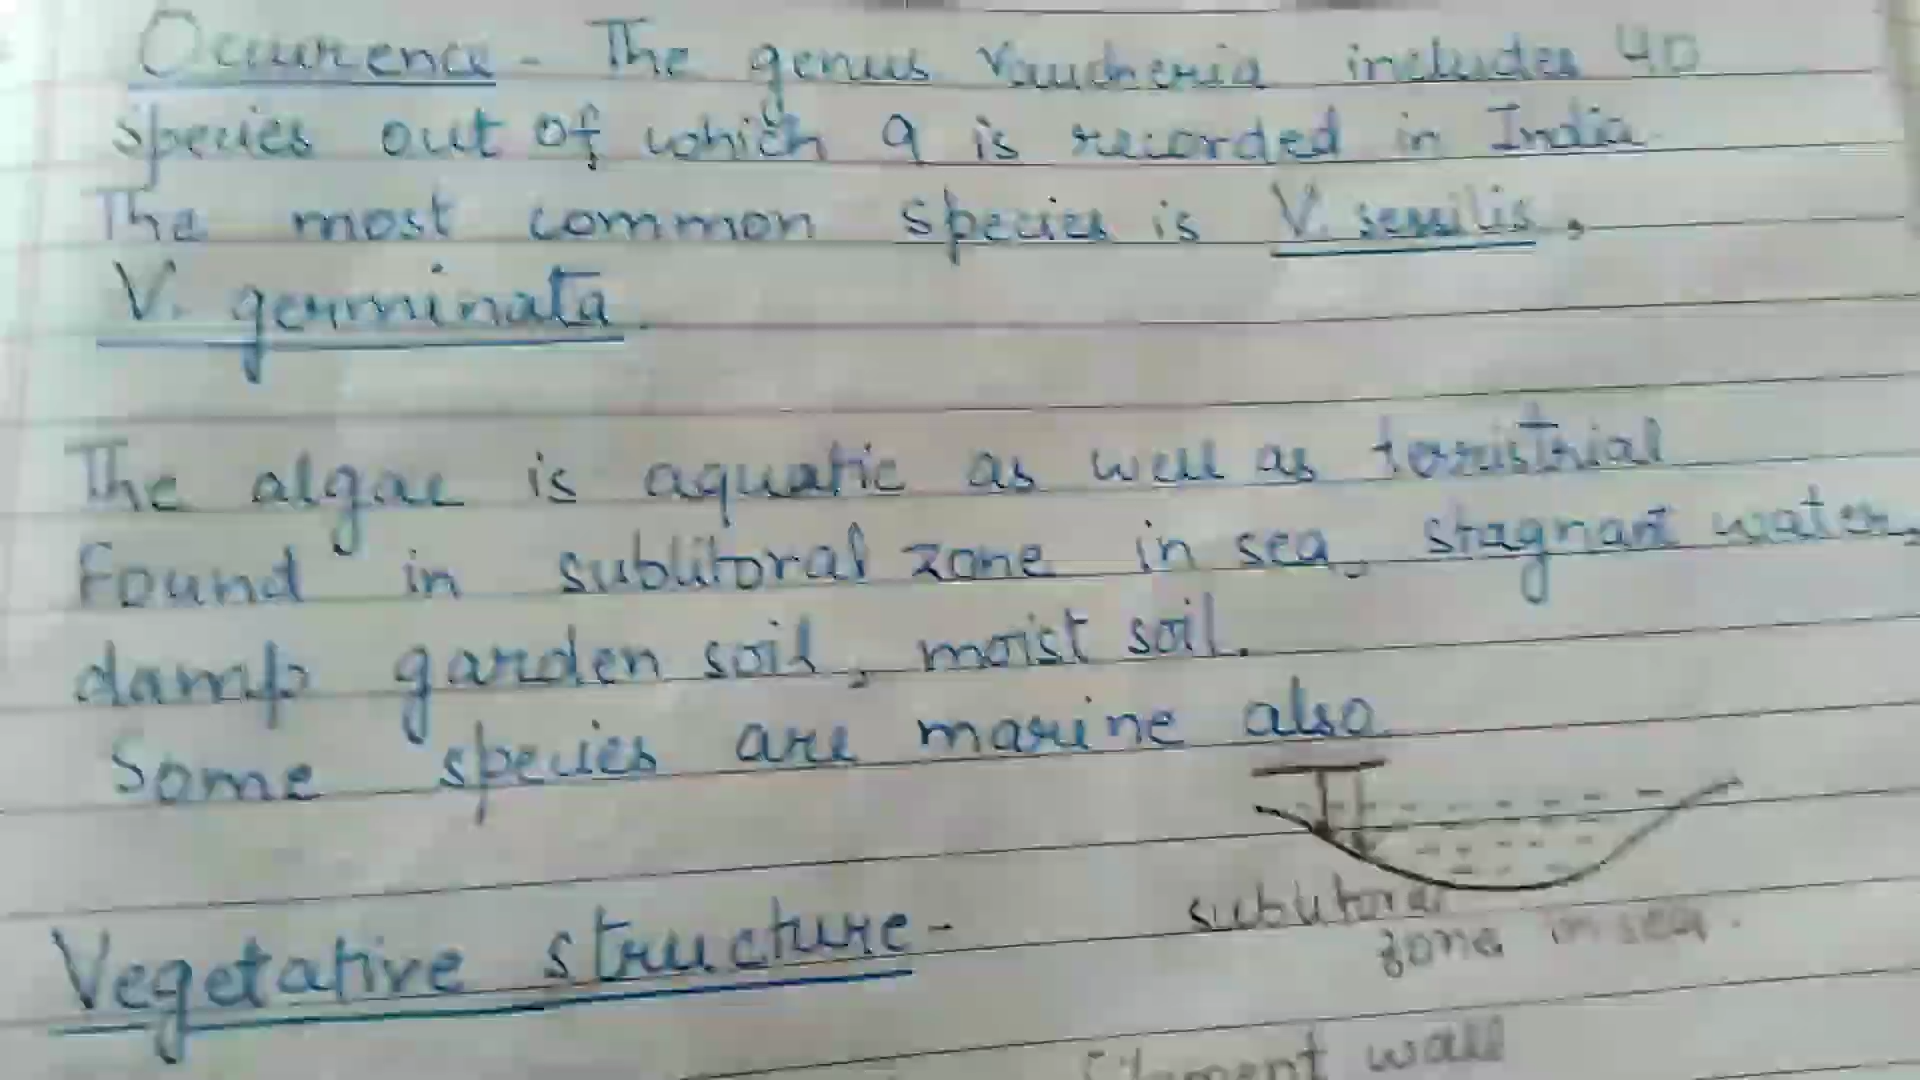 Ocurrence - The genus Vaucheria includes 40
species out of which 9 is recorded in India
The most common species is V. sessilis,
V. germinata.
The algae is aquatic as well as terristrial
Found in sublitoral zone in sea, stagnant water,
damp garden soil, moist soil.
Some species are marine also
sublitoral
zone in sea.
Vegetative structure-
wall